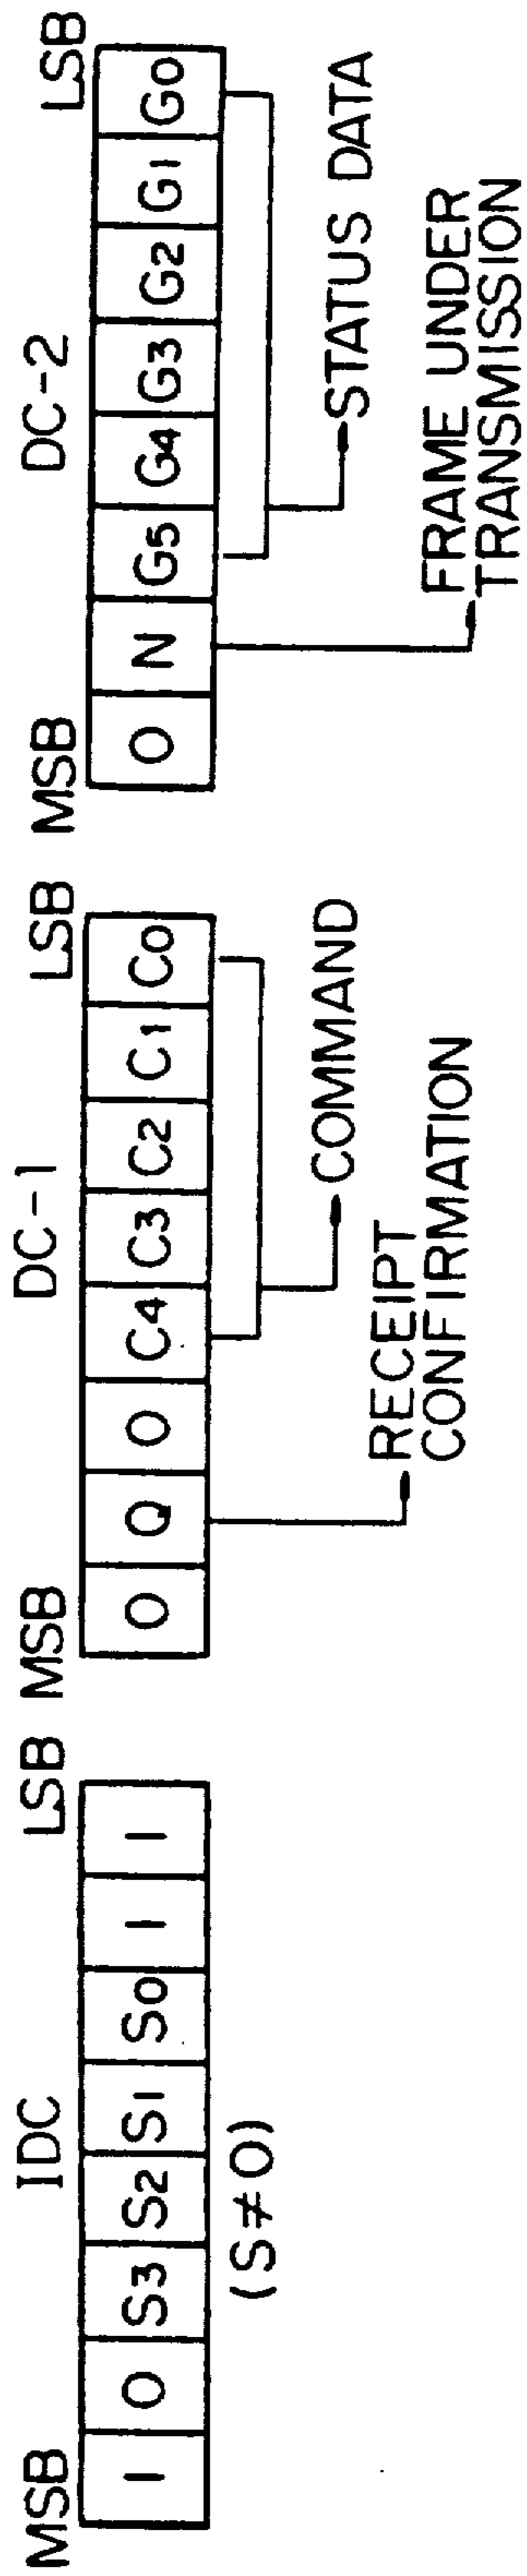 IDC
MSB LSB
1 0 S3 S2 S1 S0 1 1
(S≠0)
DC-1
MSB LSB
0 Q 0 C4 C3 C2 C1 C0
COMMAND
RECEIPT
CONFIRMATION
DC-2
MSB LSB
0 N G5 G4 G3 G2 G1 G0
STATUS DATA
FRAME UNDER
TRANSMISSION